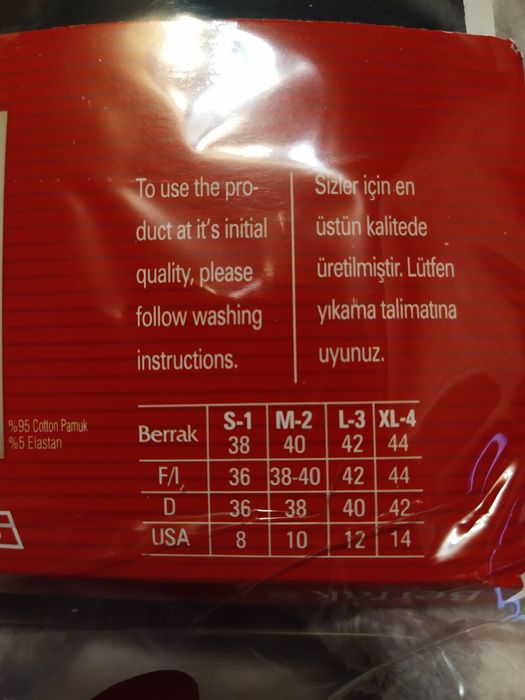 To use the pro-
duct at it's initial
quality, please
follow washing
instructions.
Sizler için en
üstün kalitede
üretilmiştir. Lütfen
yıkama talimatına
uyunuz.
%95 Cotton Pamuk
%5 Elastan
Berrak S-1 M-2 L-3 XL-4
38 40 42 44
F/I, 36 38-40 42 44
D 36 38 40 42
USA 8 10 12 14
Berrak